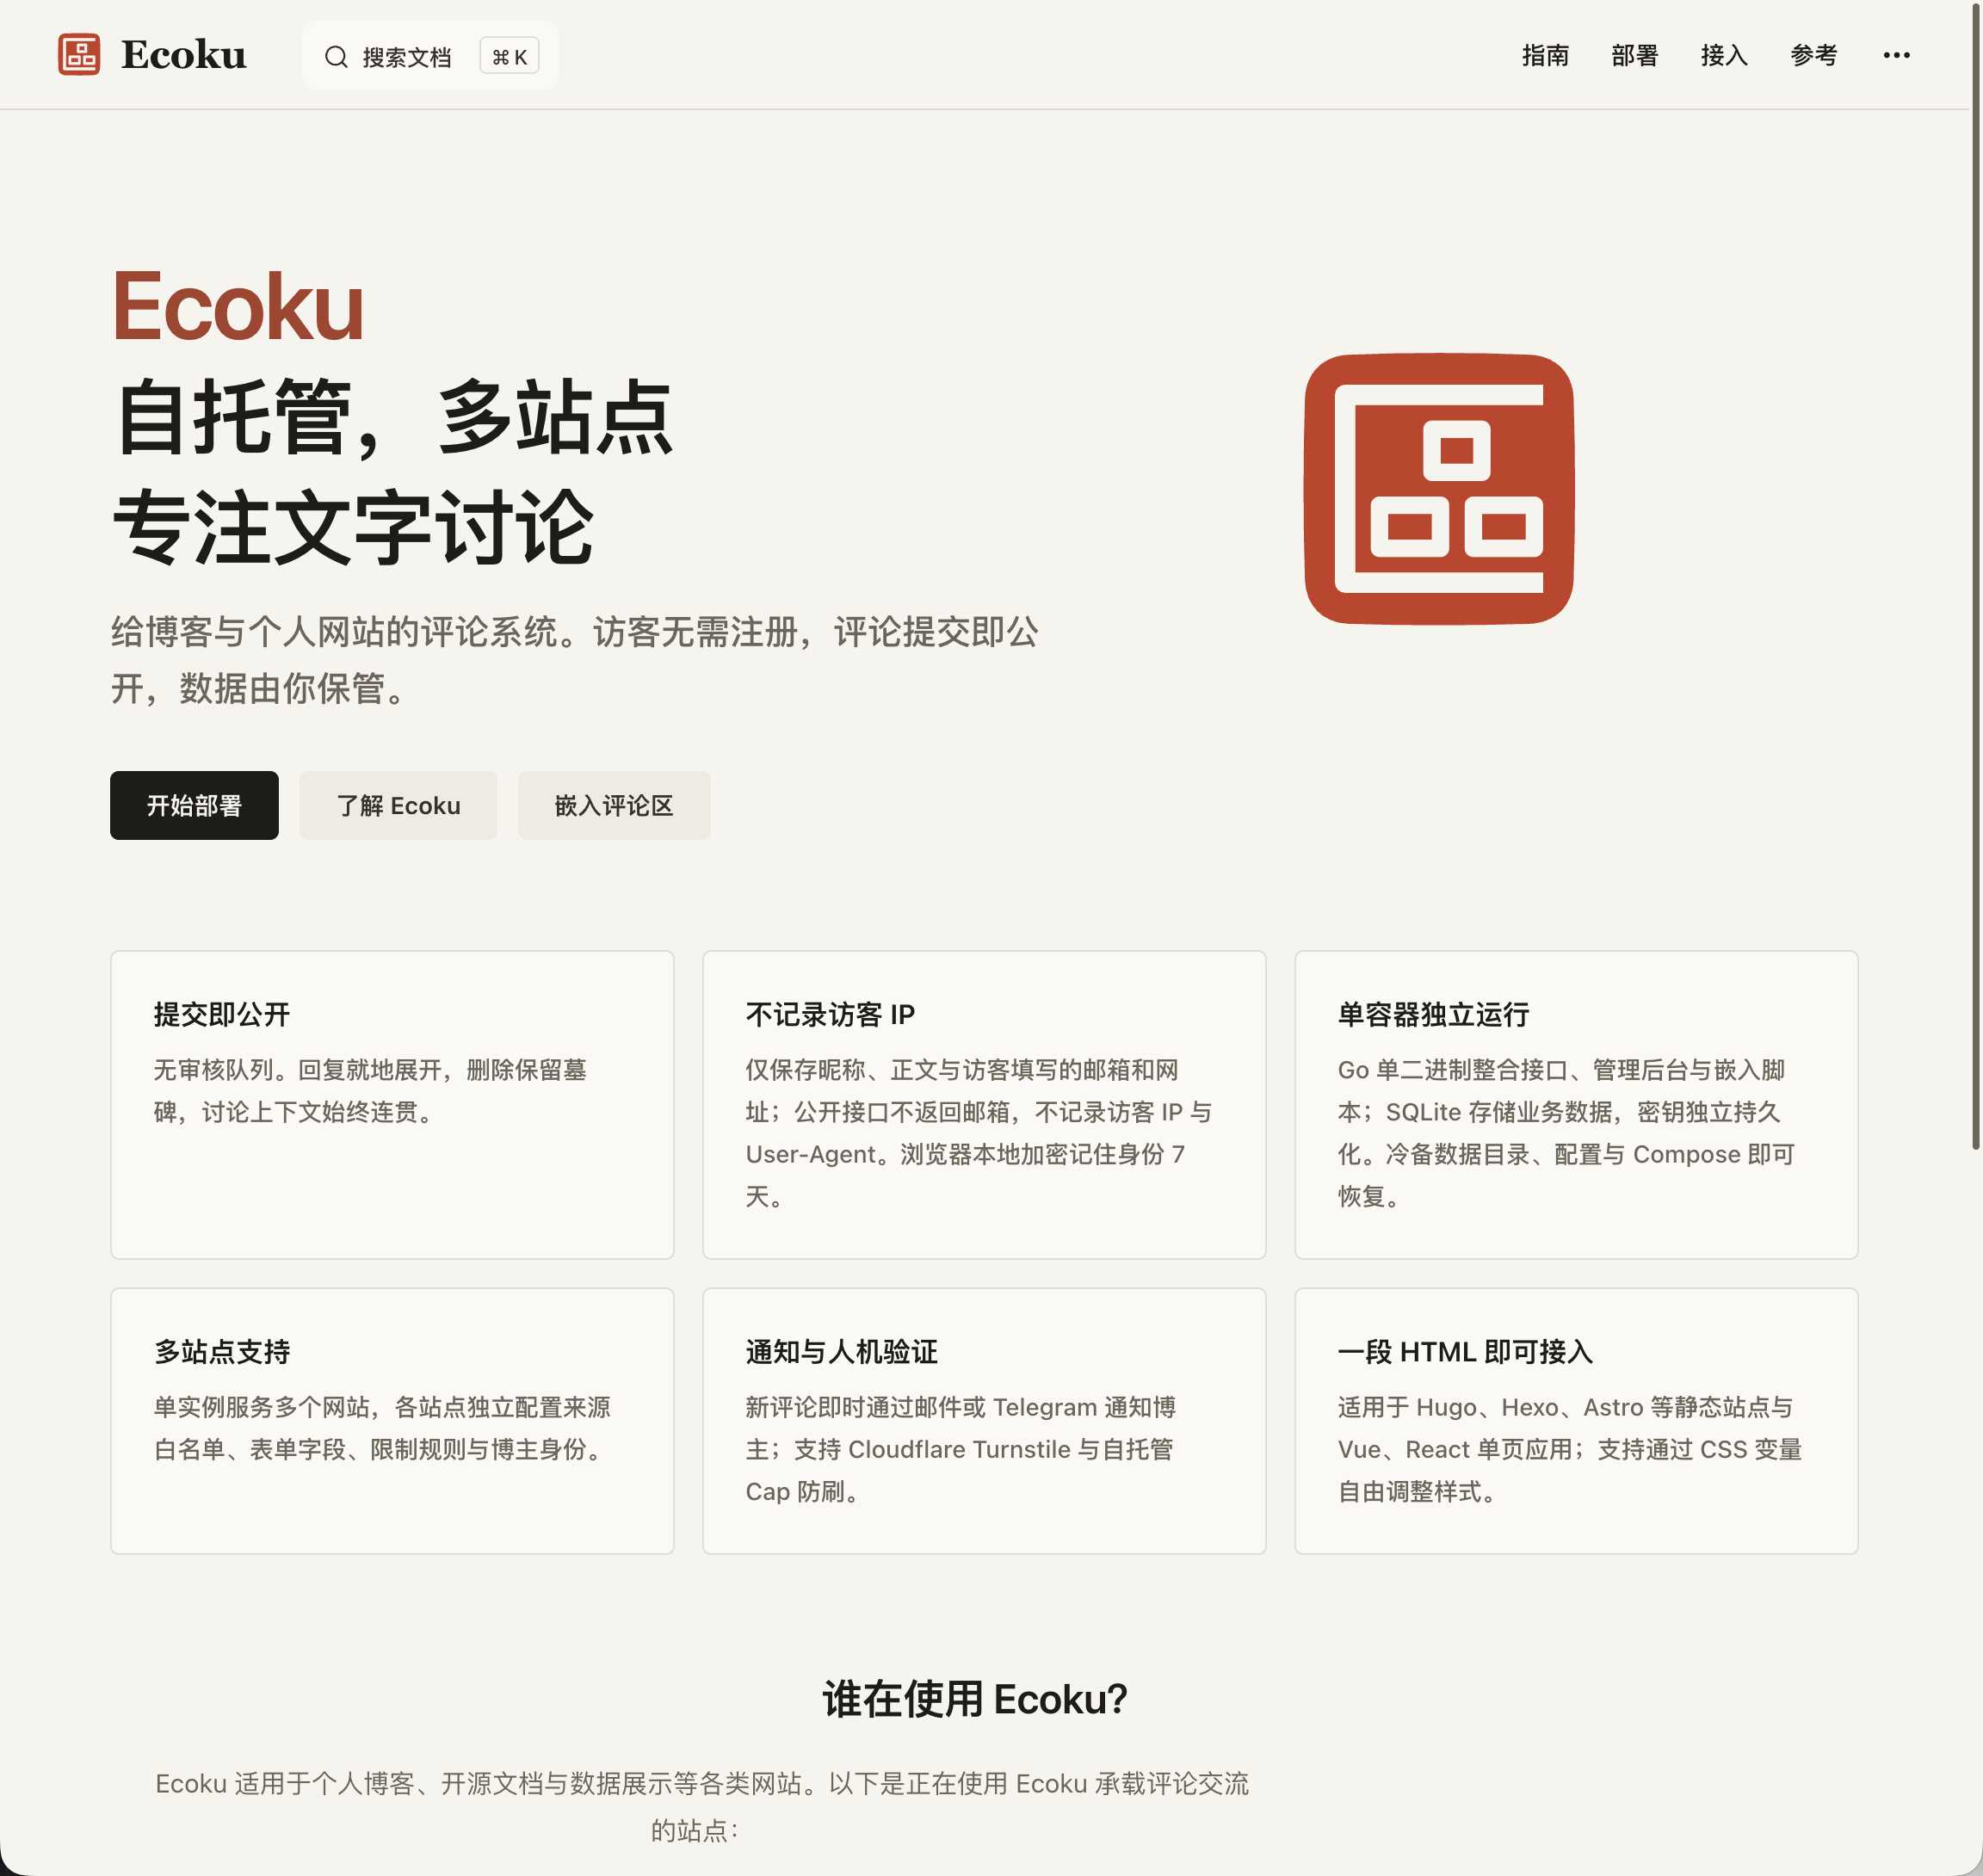 Ecoku
搜索文档
⌘ K
指南
部署
接入
参考
Ecoku
自托管，多站点
专注文字讨论
给博客与个人网站的评论系统。访客无需注册，评论提交即公
开，数据由你保管。
开始部署
了解 Ecoku
嵌入评论区
提交即公开
无审核队列。回复就地展开，删除保留墓
碑，讨论上下文始终连贯。
不记录访客 IP
仅保存昵称、正文与访客填写的邮箱和网
址；公开接口不返回邮箱，不记录访客 IP 与
User-Agent。浏览器本地加密记住身份 7
天。
单容器独立运行
Go 单二进制整合接口、管理后台与嵌入脚
本；SQLite 存储业务数据，密钥独立持久
化。冷备数据目录、配置与 Compose 即可
恢复。
多站点支持
单实例服务多个网站，各站点独立配置来源
白名单、表单字段、限制规则与博主身份。
通知与人机验证
新评论即时通过邮件或 Telegram 通知博
主；支持 Cloudflare Turnstile 与自托管
Cap 防刷。
一段 HTML 即可接入
适用于 Hugo、Hexo、Astro 等静态站点与
Vue、React 单页应用；支持通过 CSS 变量
自由调整样式。
谁在使用 Ecoku?
Ecoku 适用于个人博客、开源文档与数据展示等各类网站。以下是正在使用 Ecoku 承载评论交流
的站点：